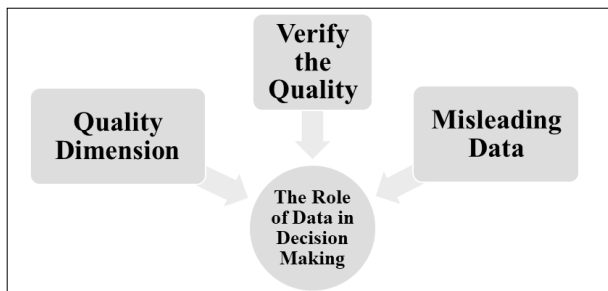 Verify
the
Quality
Quality
Dimension
Misleading
Data
The Role
of Data in
Decision
Making